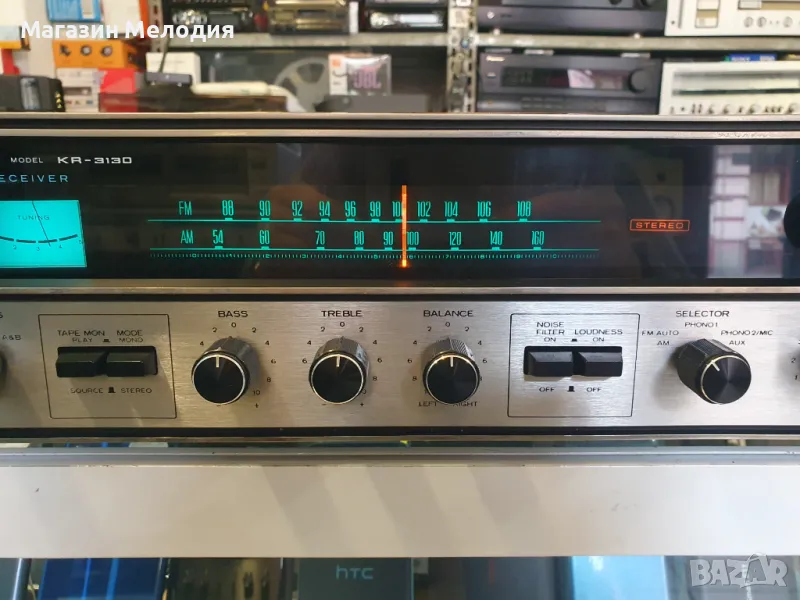 Магазин Мелодия
JBL
MODEL KR-3130
ECEIVER
TUNING
FM 88 90 92 94 96 98 102 104 106 108
AM 54 60 70 80 90 100 120 140 160
STEREO
BASS TREBLE BALANCE SELECTOR
TAPE MON MODE
PLAY MONO
SOURCE STEREO
LEFT RIGHT
NOISE FILTER LOUDNESS
ON ON
OFF OFF
PHONO 1
FM AUTO PHONO 2/MIC
AM AUX
A&B
hTC
BAZAR